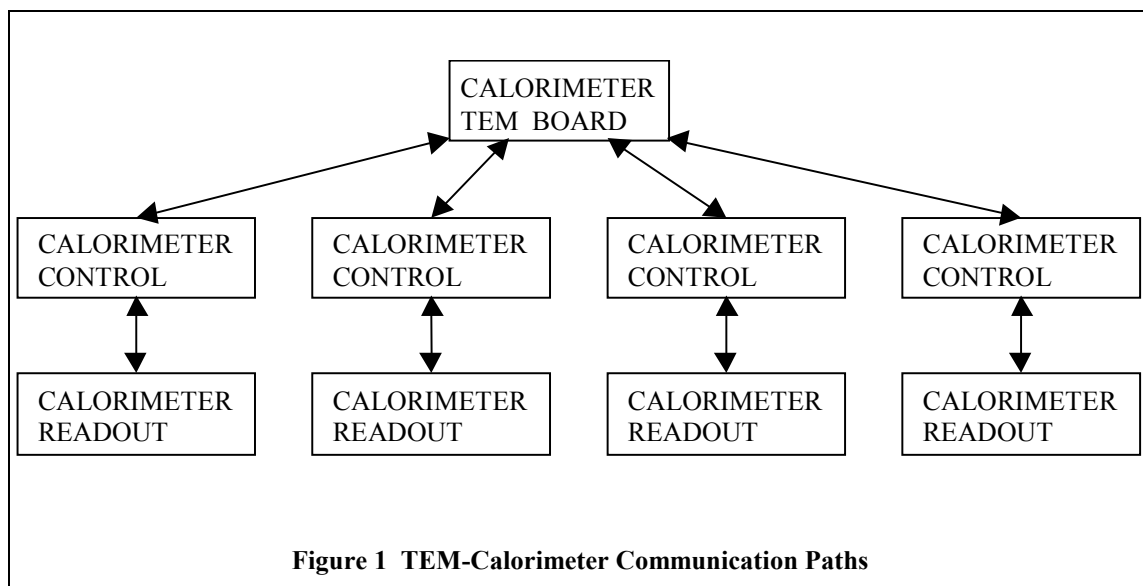 CALORIMETER
TEM BOARD
CALORIMETER
CONTROL
CALORIMETER
CONTROL
CALORIMETER
CONTROL
CALORIMETER
CONTROL
CALORIMETER
READOUT
CALORIMETER
READOUT
CALORIMETER
READOUT
CALORIMETER
READOUT
Figure 1 TEM-Calorimeter Communication Paths